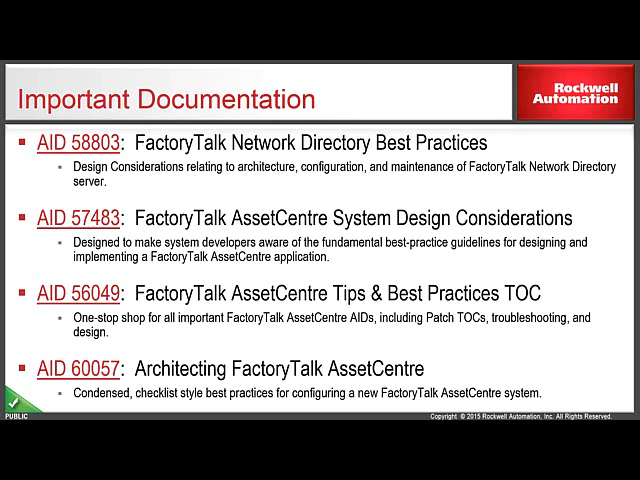 Important Documentation
Rockwell
Automation
▪ AID 58803: FactoryTalk Network Directory Best Practices
▪ Design Considerations relating to architecture, configuration, and maintenance of FactoryTalk Network Directory
server.
▪ AID 57483: FactoryTalk AssetCentre System Design Considerations
▪ Designed to make system developers aware of the fundamental best-practice guidelines for designing and
implementing a FactoryTalk AssetCentre application.
▪ AID 56049: FactoryTalk AssetCentre Tips & Best Practices TOC
▪ One-stop shop for all important FactoryTalk AssetCentre AIDs, including Patch TOCs, troubleshooting, and
design.
▪ AID 60057: Architecting FactoryTalk AssetCentre
▪ Condensed, checklist style best practices for configuring a new FactoryTalk AssetCentre system.
PUBLIC
Copyright © 2015 Rockwell Automation, Inc. All Rights Reserved.